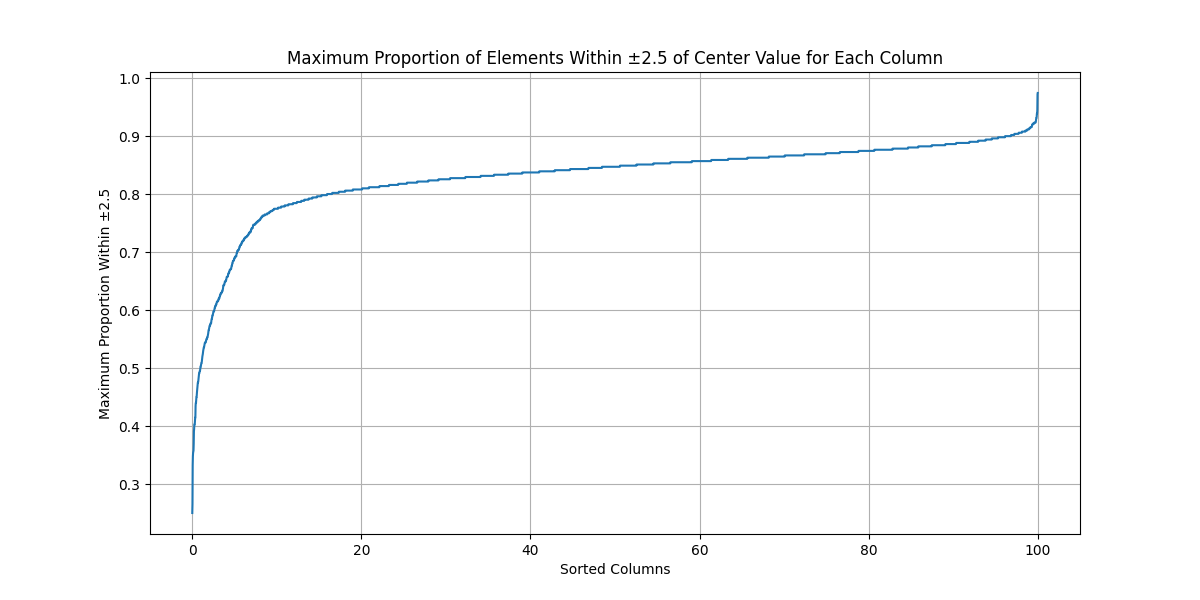 Maximum Proportion of Elements Within ±2.5 of Center Value for Each Column
Maximum Proportion Within ±2.5
1.0
0.9
0.8
0.7
0.6
0.5
0.4
0.3
0 20 40 60 80 100
Sorted Columns